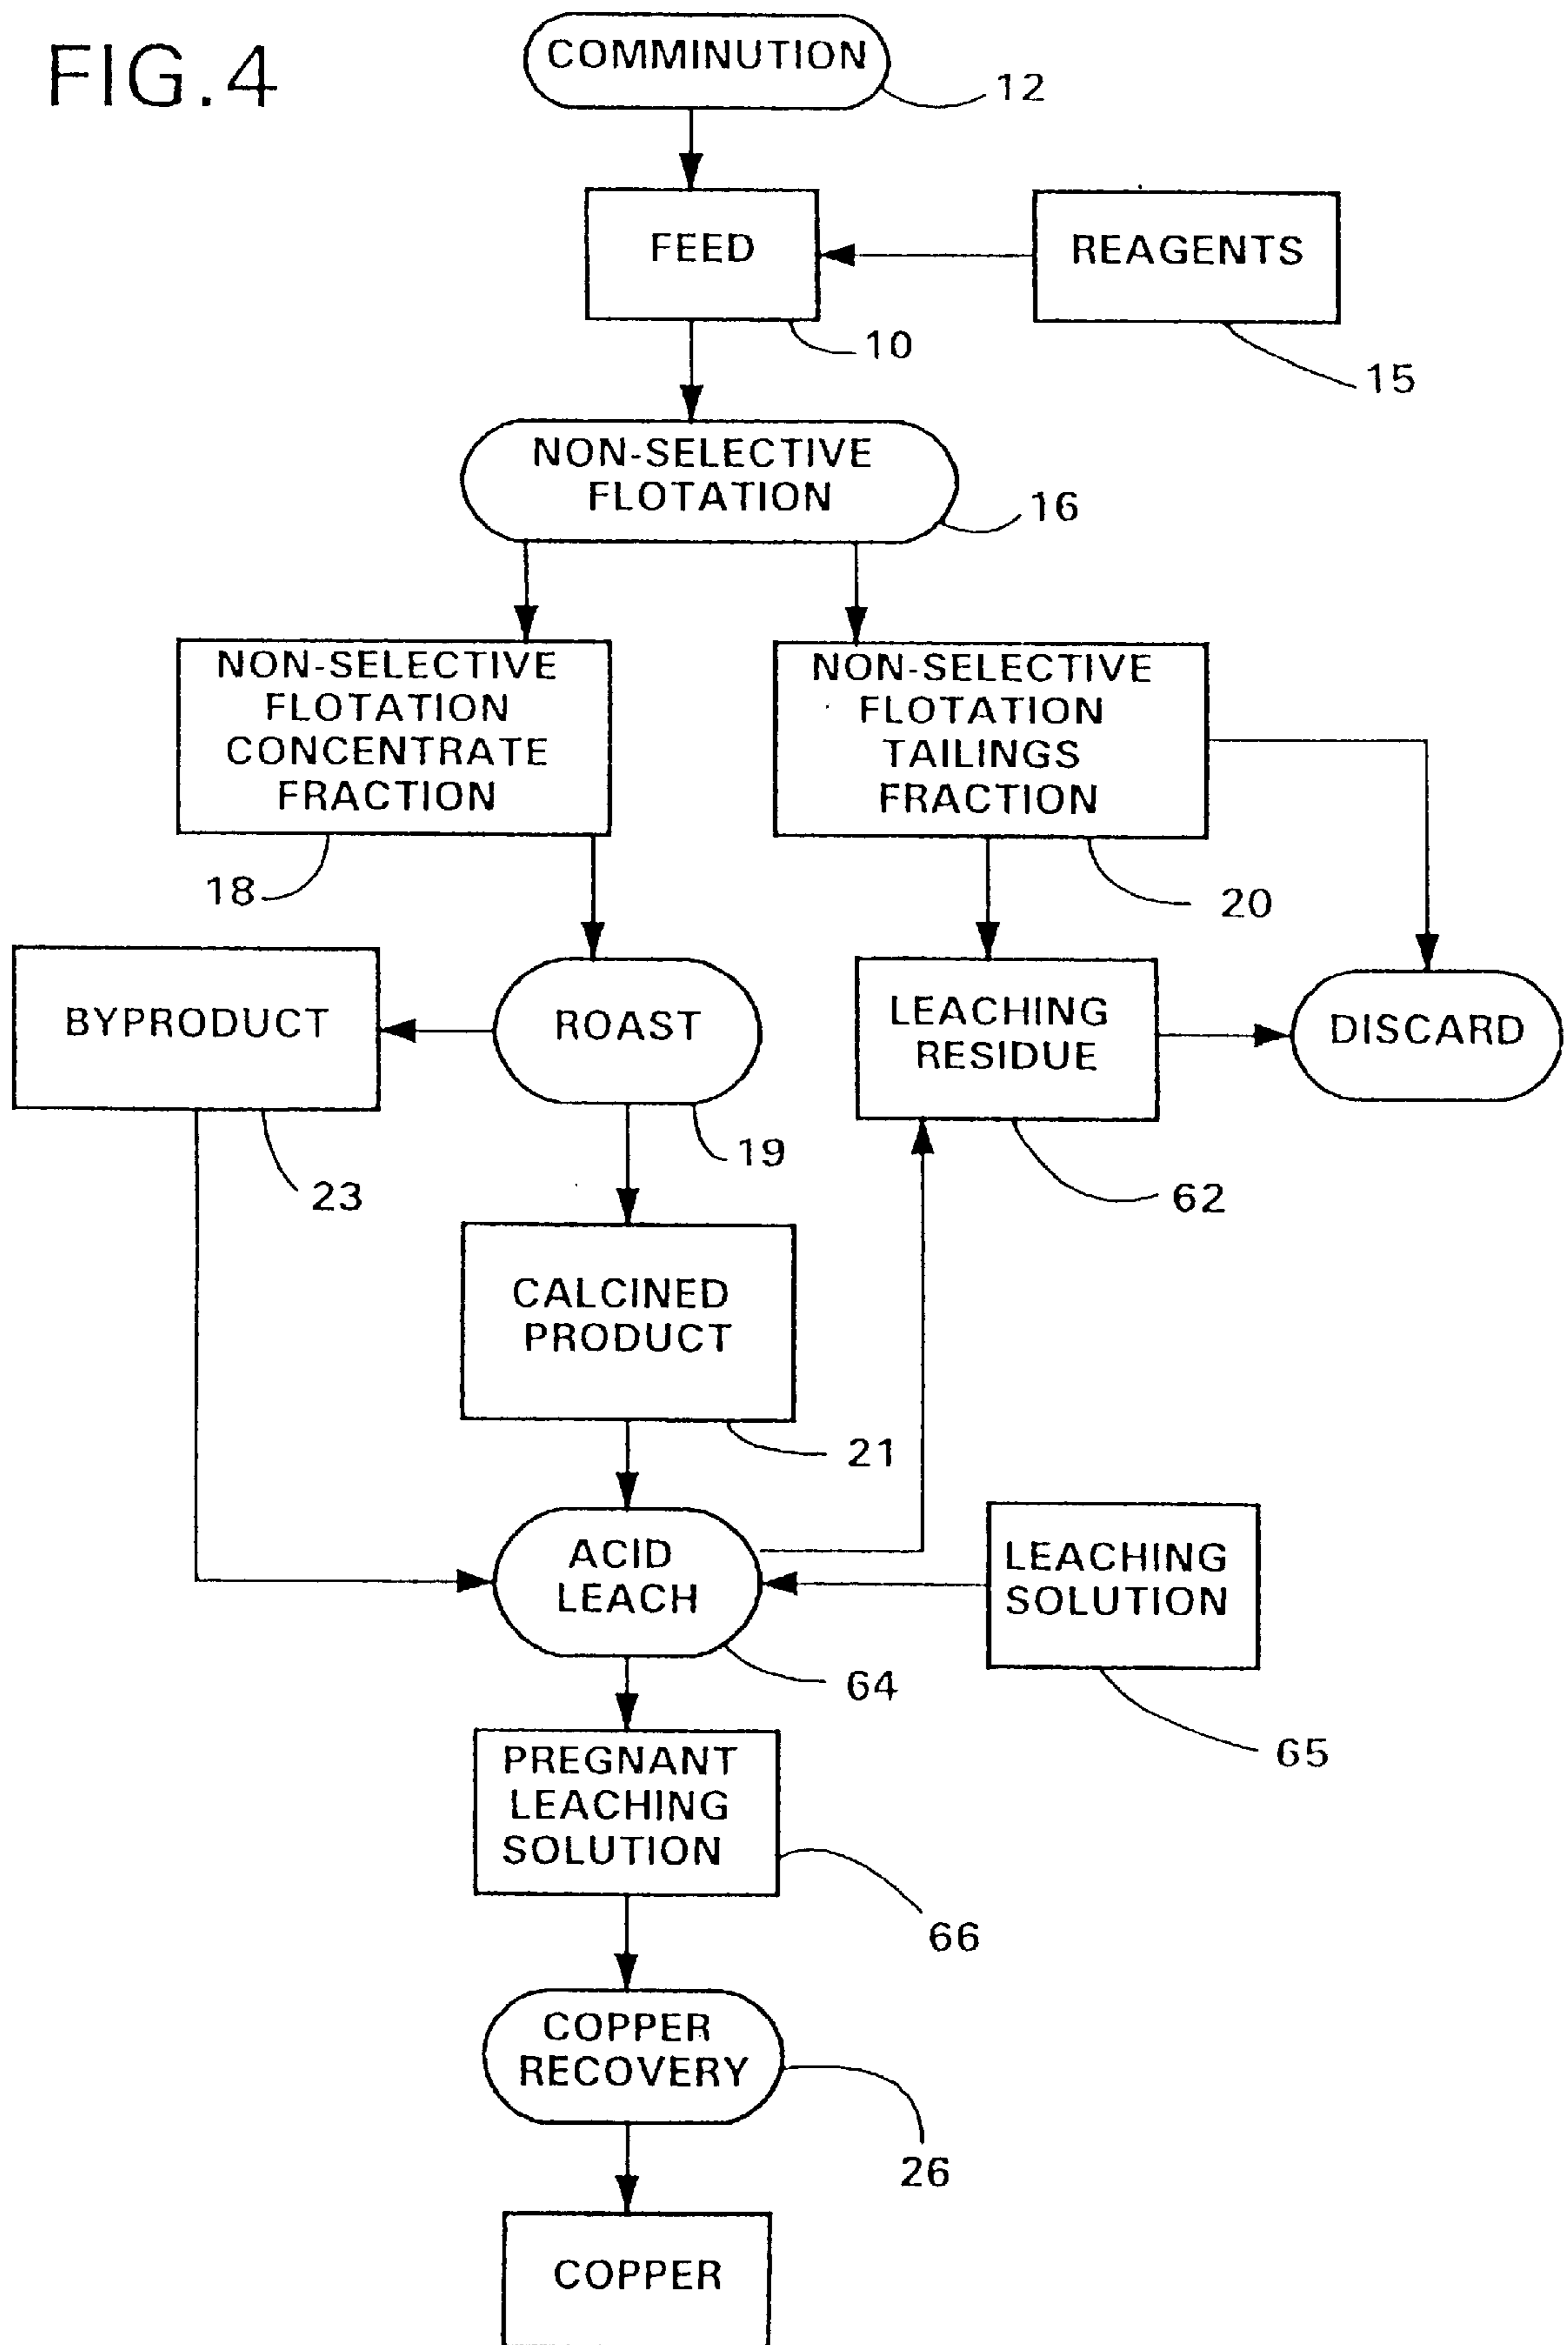 FIG.4
COMMINUTION
12
FEED
REAGENTS
10
15
NON-SELECTIVE
FLOTATION
16
NON-SELECTIVE
FLOTATION
CONCENTRATE
FRACTION
NON-SELECTIVE
FLOTATION
TAILINGS
FRACTION
18
20
BYPRODUCT
ROAST
LEACHING
RESIDUE
DISCARD
19
23
62
CALCINED
PRODUCT
21
ACID
LEACH
LEACHING
SOLUTION
64
65
PREGNANT
LEACHING
SOLUTION
66
COPPER
RECOVERY
26
COPPER